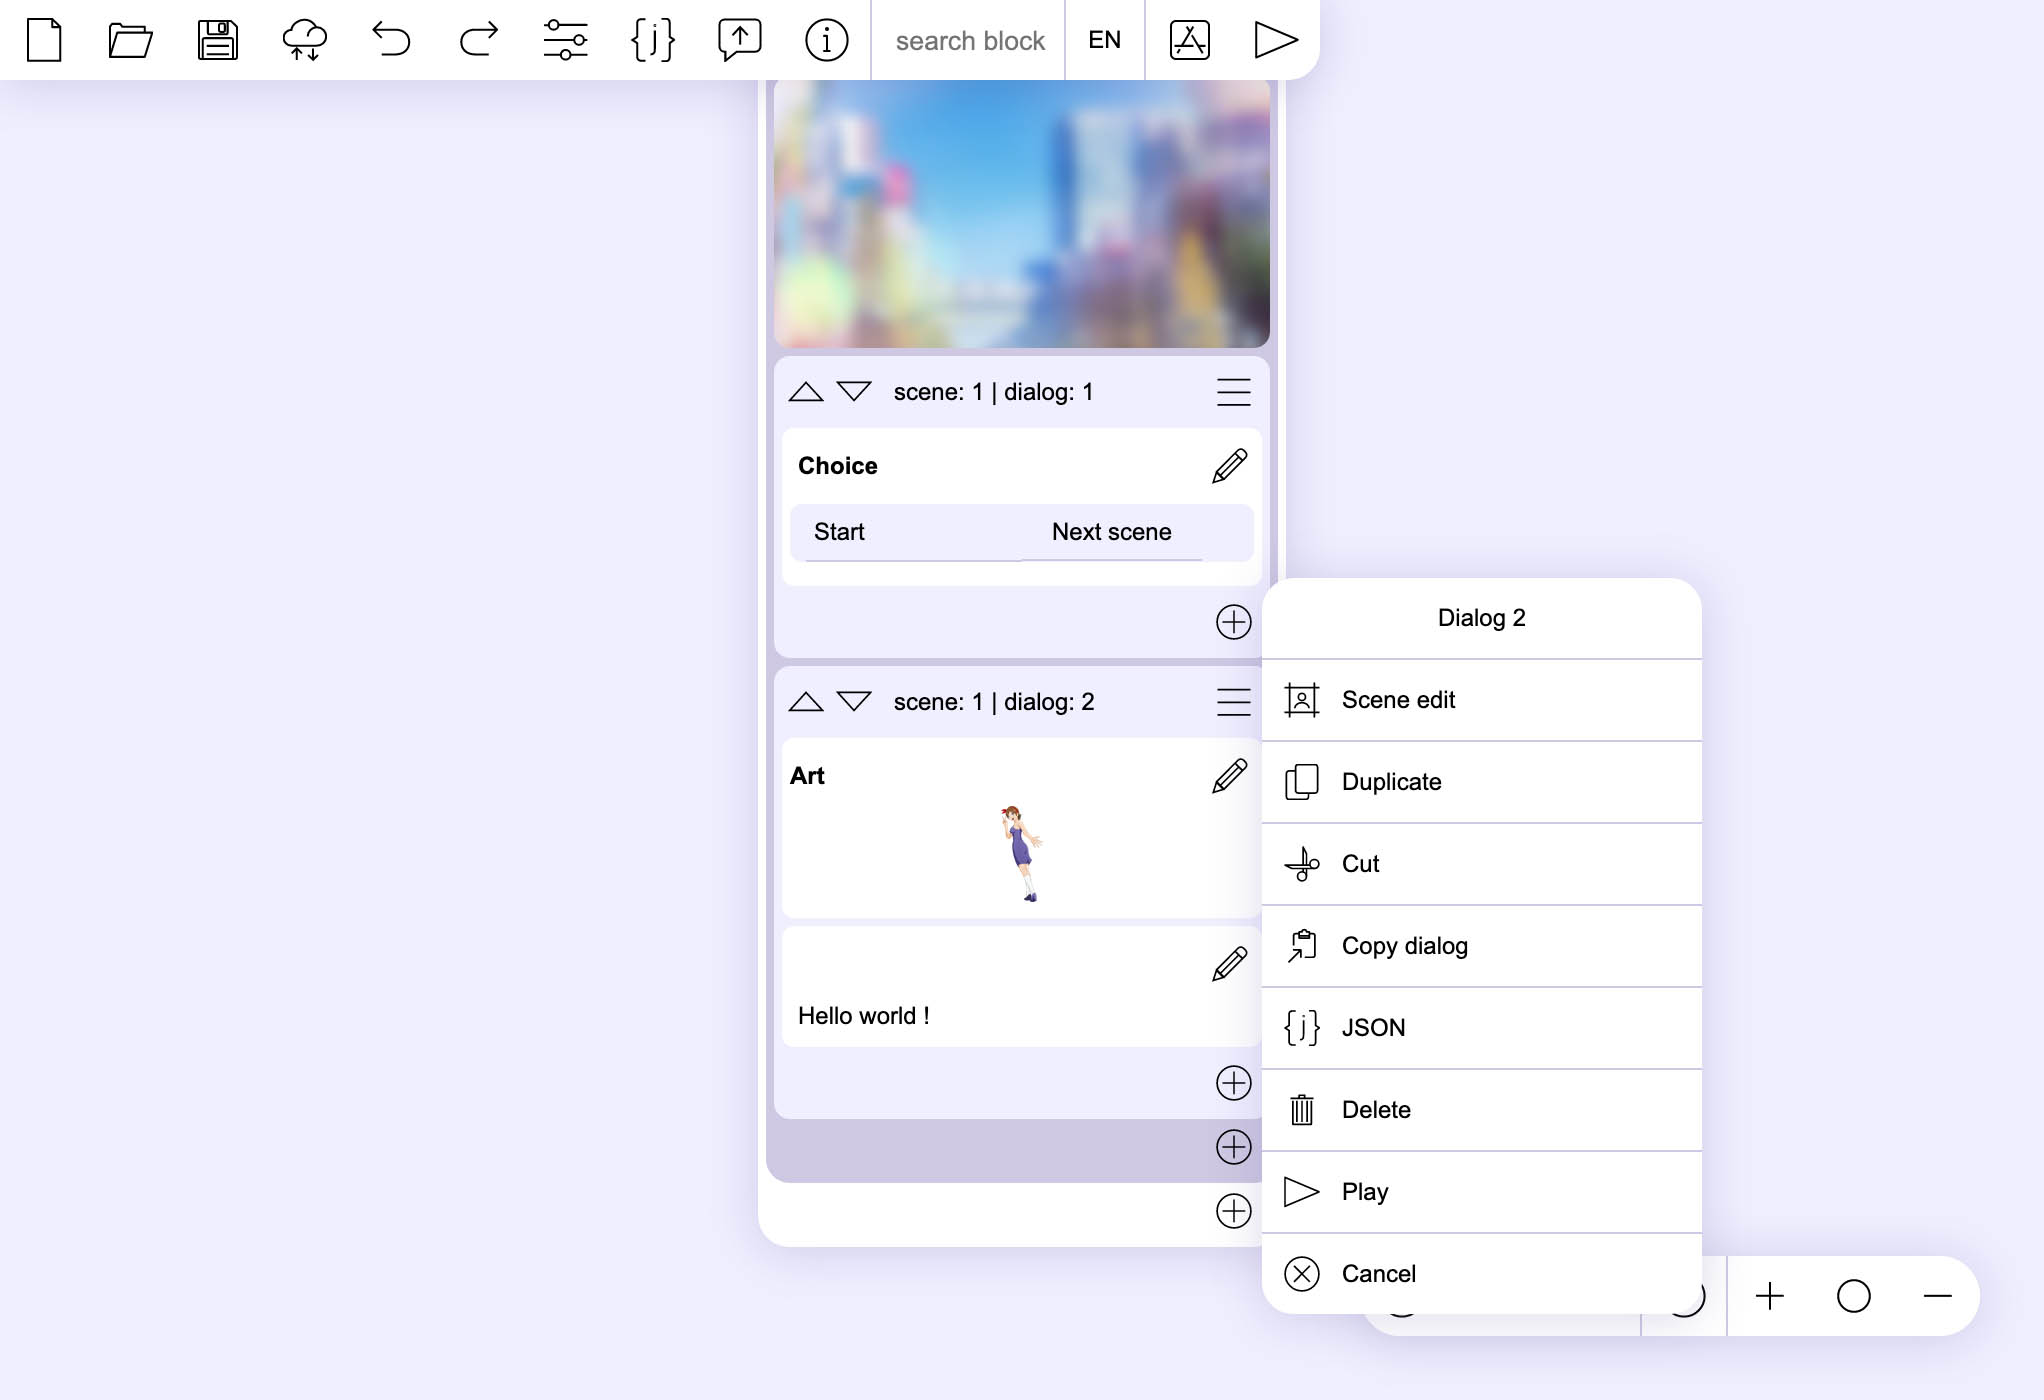 {j}
search block
EN
scene: 1 | dialog: 1
Choice
Start
Next scene
scene: 1 | dialog: 2
Art
Hello world !
Dialog 2
Scene edit
Duplicate
Cut
Copy dialog
{j} JSON
Delete
Play
Cancel